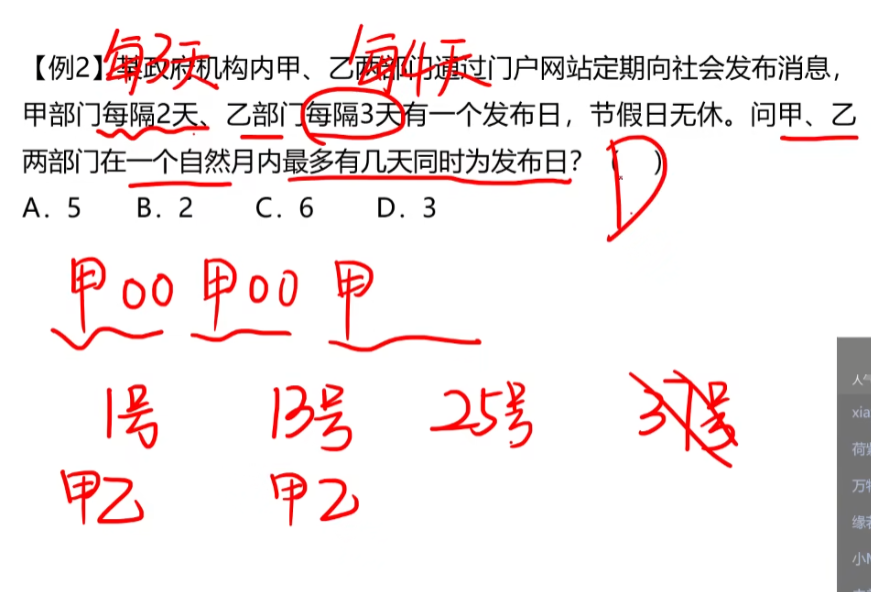 每3天 每4天
【例2】某政府机构内甲、乙两部门通过门户网站定期向社会发布消息，
甲部门每隔2天、乙部门每隔3天有一个发布日，节假日无休。问甲、乙
两部门在一个自然月内最多有几天同时为发布日？（ ）
D
A. 5 B. 2 C. 6 D. 3
甲00 甲00 甲
1号 13号 25号 37号
甲乙 甲乙
人气
xia
荷
万
缘
小N